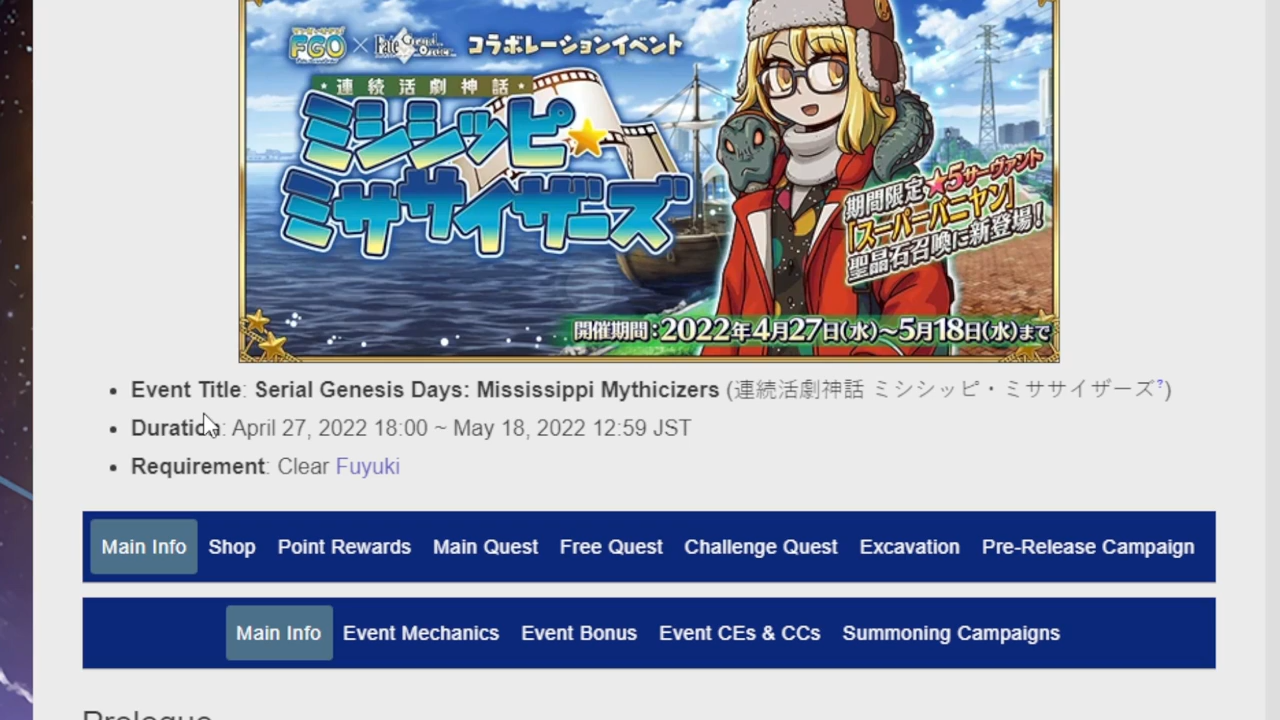 FGO × Fate/Grand Order コラボレーションイベント
連続活劇神話
ミシシッピ
ミササイザーズ
期間限定★5サーヴァント
「スーパーバニヤン」
聖晶石召喚に新登場!
開催期間:2022年4月27日(水)~5月18日(水)まで
Event Title: Serial Genesis Days: Mississippi Mythicizers (連続活劇神話 ミシシッピ・ミササイザーズ?)
Duration: April 27, 2022 18:00 ~ May 18, 2022 12:59 JST
Requirement: Clear Fuyuki
Main Info Shop Point Rewards Main Quest Free Quest Challenge Quest Excavation Pre-Release Campaign
Main Info Event Mechanics Event Bonus Event CEs & CCs Summoning Campaigns
Prologue